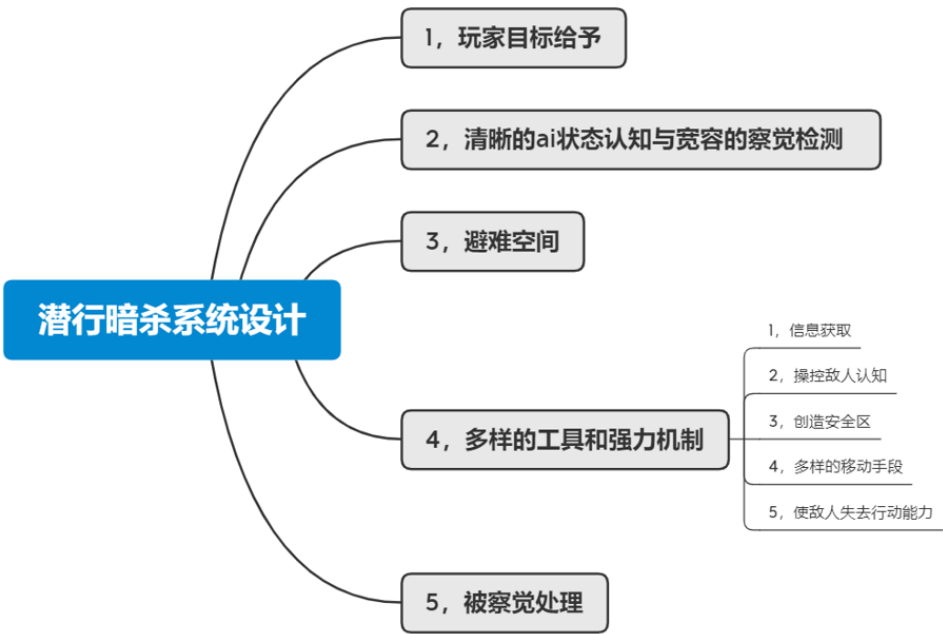 潜行暗杀系统设计
1，玩家目标给予
2，清晰的ai状态认知与宽容的察觉检测
3，避难空间
4，多样的工具和强力机制
1，信息获取
2，操控敌人认知
3，创造安全区
4，多样的移动手段
5，使敌人失去行动能力
5，被察觉处理